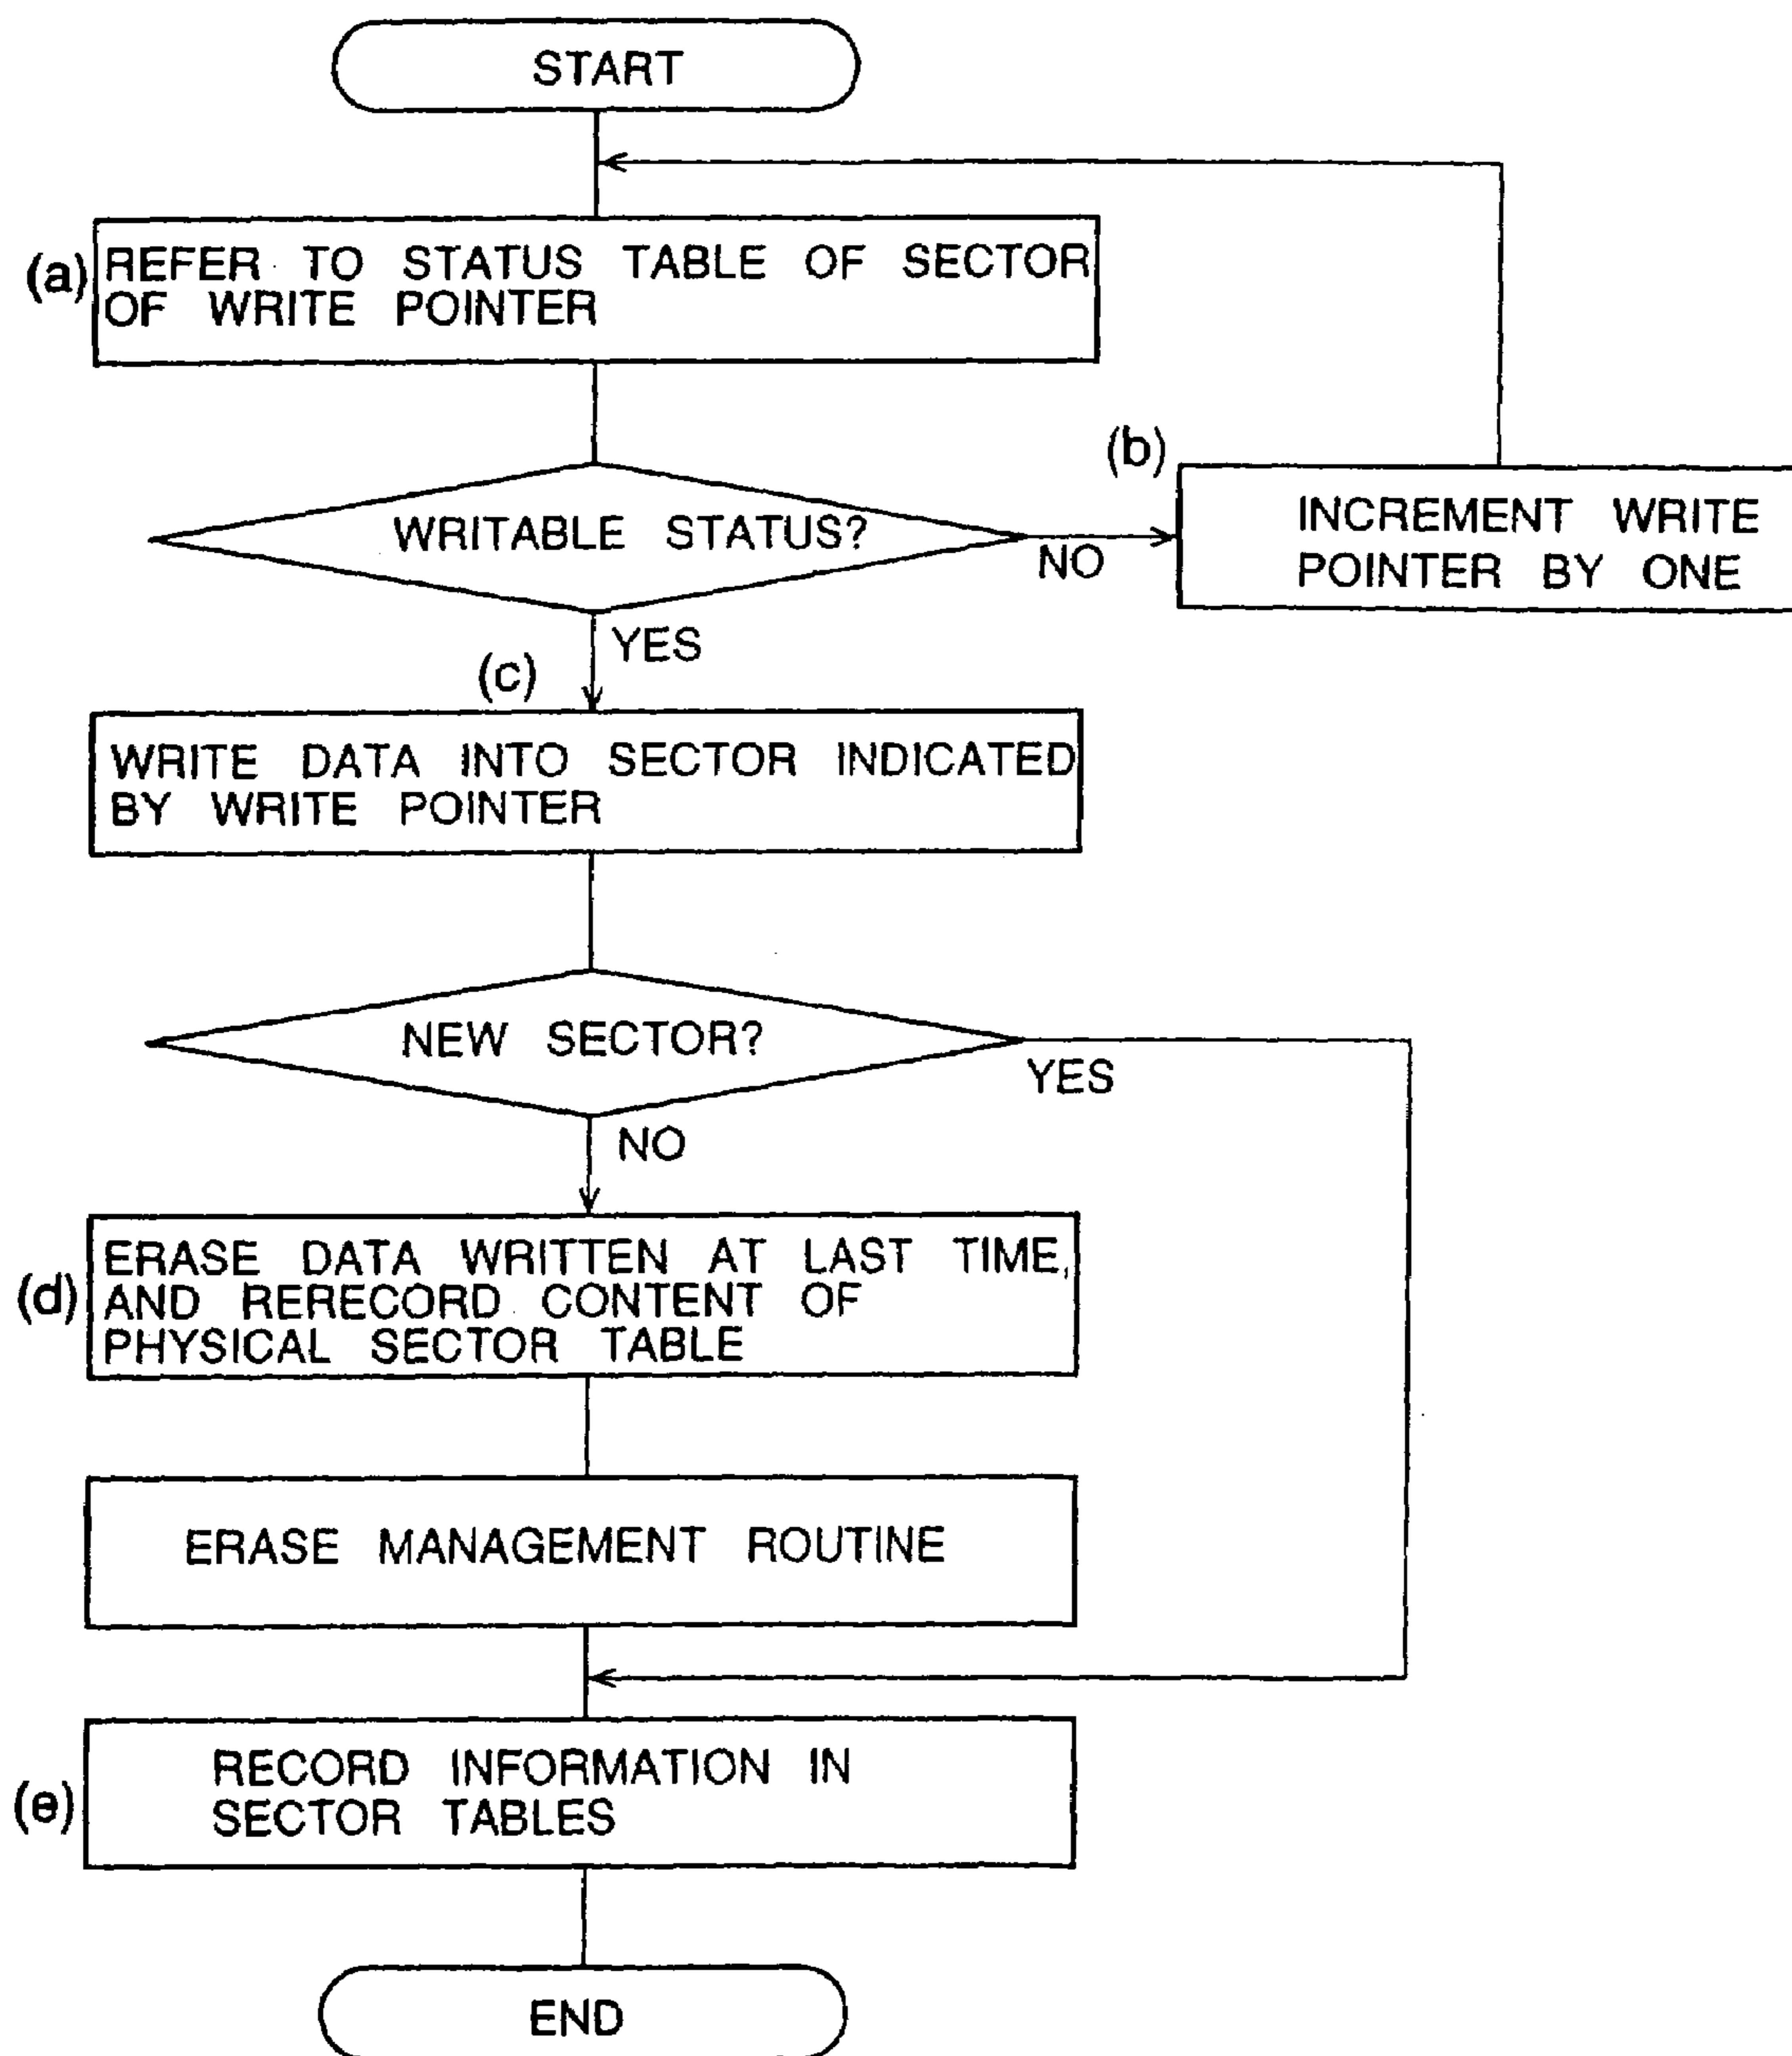 START
(a)
REFER TO STATUS TABLE OF SECTOR
OF WRITE POINTER
WRITABLE STATUS?
NO
(b)
INCREMENT WRITE
POINTER BY ONE
YES
(c)
WRITE DATA INTO SECTOR INDICATED
BY WRITE POINTER
NEW SECTOR?
YES
NO
(d)
ERASE DATA WRITTEN AT LAST TIME,
AND RERECORD CONTENT OF
PHYSICAL SECTOR TABLE
ERASE MANAGEMENT ROUTINE
(e)
RECORD INFORMATION IN
SECTOR TABLES
END